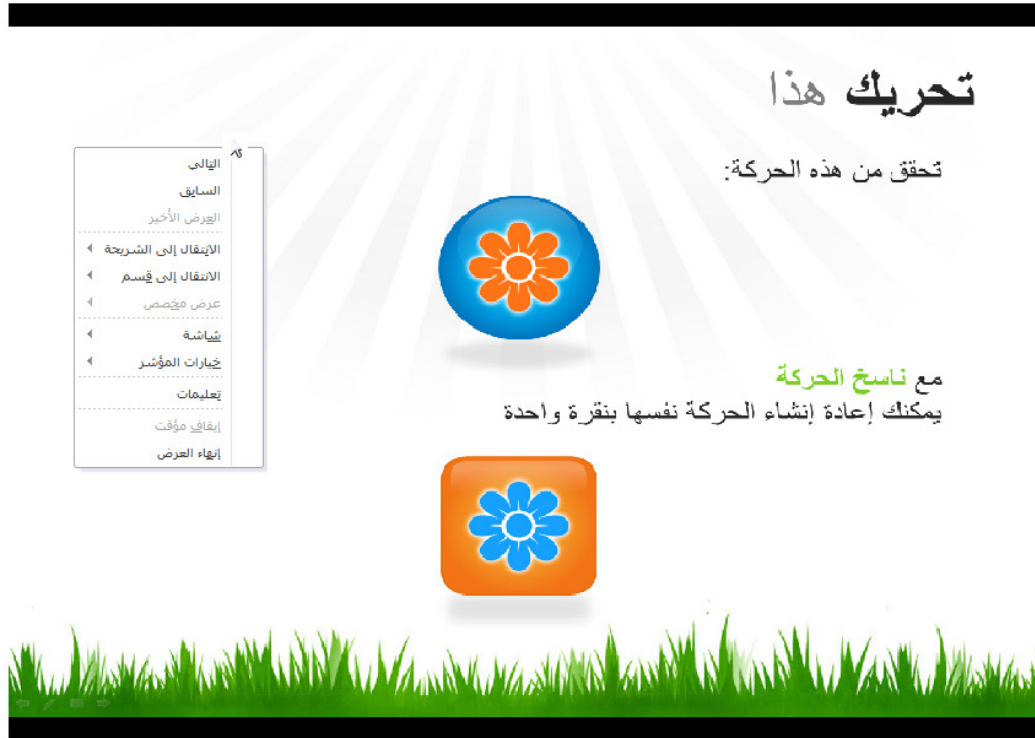 تحريك هذا
تحقق من هذه الحركة:
مع ناسخ الحركة
يمكنك إعادة إنشاء الحركة نفسها بنقرة واحدة
التالي
السابق
العرض الأخير
الانتقال إلى الشريحة
الانتقال إلى قسم
عرض مخصص
شاشة
خيارات المؤشر
تعليمات
إيقاف مؤقت
إنهاء العرض